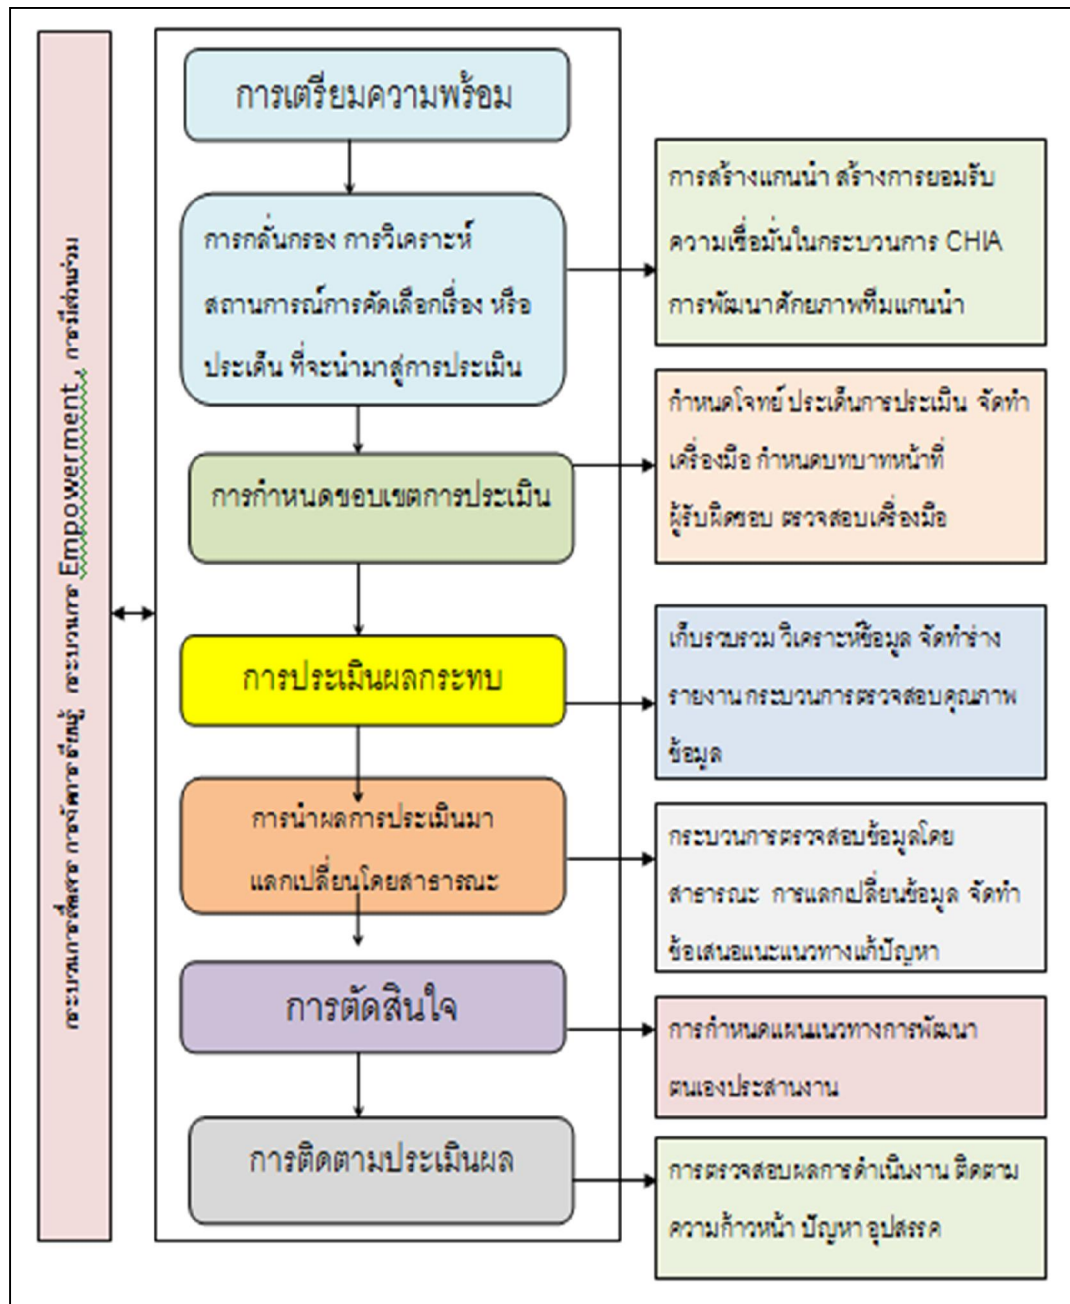 กระบวนการสื่อสาร การจัดการเรียนรู้ กระบวนการ Empowerment , การมีส่วนร่วม
การเตรียมความพร้อม
การกลั่นกรอง การวิเคราะห์
สถานการณ์การคัดเลือกเรื่อง หรือ
ประเด็น ที่จะนำมาสู่การประเมิน
การสร้างแกนนำ สร้างการยอมรับ
ความเชื่อมั่นในกระบวนการ CHIA
การพัฒนาศักยภาพทีมแกนนำ
การกำหนดขอบเขตการประเมิน
กำหนดโจทย์ ประเด็นการประเมิน จัดทำ
เครื่องมือ กำหนดบทบาทหน้าที่
ผู้รับผิดชอบ ตรวจสอบเครื่องมือ
การประเมินผลกระทบ
เก็บรวบรวม วิเคราะห์ข้อมูล จัดทำร่าง
รายงาน กระบวนการตรวจสอบคุณภาพ
ข้อมูล
การนำผลการประเมินมา
แลกเปลี่ยนโดยสาธารณะ
กระบวนการตรวจสอบข้อมูลโดย
สาธารณะ การแลกเปลี่ยนข้อมูล จัดทำ
ข้อเสนอแนะแนวทางแก้ปัญหา
การตัดสินใจ
การกำหนดแผนแนวทางการพัฒนา
ตนเองประสานงาน
การติดตามประเมินผล
การตรวจสอบผลการดำเนินงาน ติดตาม
ความก้าวหน้า ปัญหา อุปสรรค